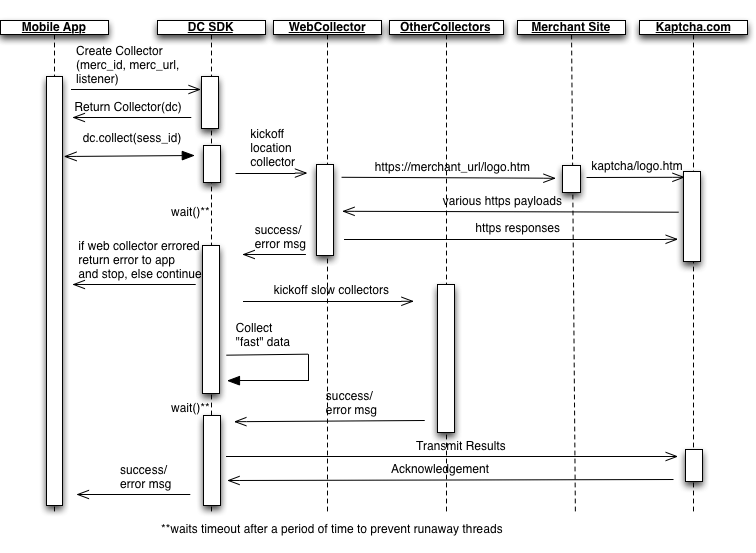 Mobile App
DC SDK
WebCollector
OtherCollectors
Merchant Site
Kaptcha.com
Create Collector
(merc_id, merc_url,
listener)
Return Collector(dc)
dc.collect(sess_id)
kickoff
location
collector
https://merchant_url/logo.htm
kaptcha/logo.htm
various https payloads
wait()**
https responses
success/
error msg
if web collector errored
return error to app
and stop, else continue
kickoff slow collectors
Collect
"fast" data
wait()**
success/
error msg
Transmit Results
Acknowledgement
success/
error msg
**waits timeout after a period of time to prevent runaway threads